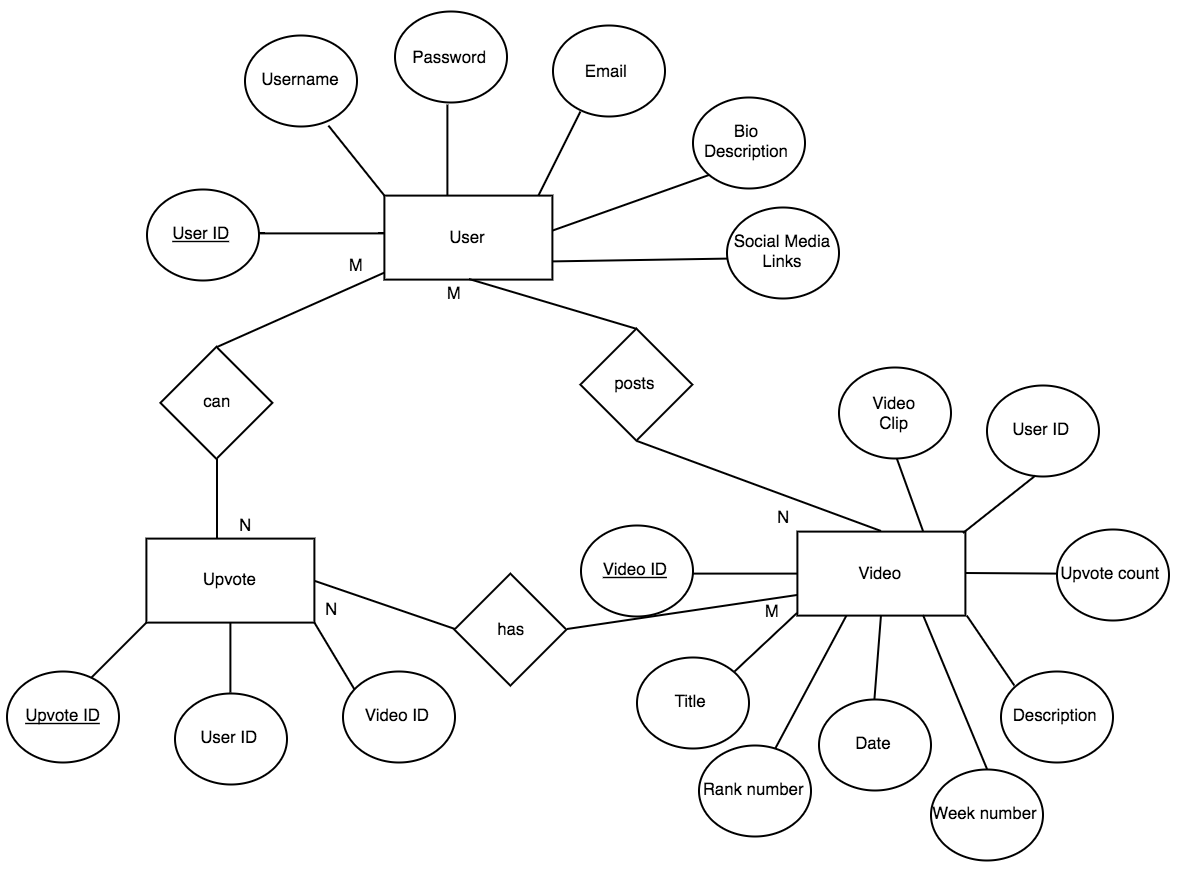 Password
Email
Username
Bio
Description
User ID
User
Social Media
Links
M
M
can
posts
Video
Clip
User ID
N
N
Upvote
Video ID
Video
Upvote count
N
M
has
Title
Upvote ID
User ID
Video ID
Description
Date
Rank number
Week number